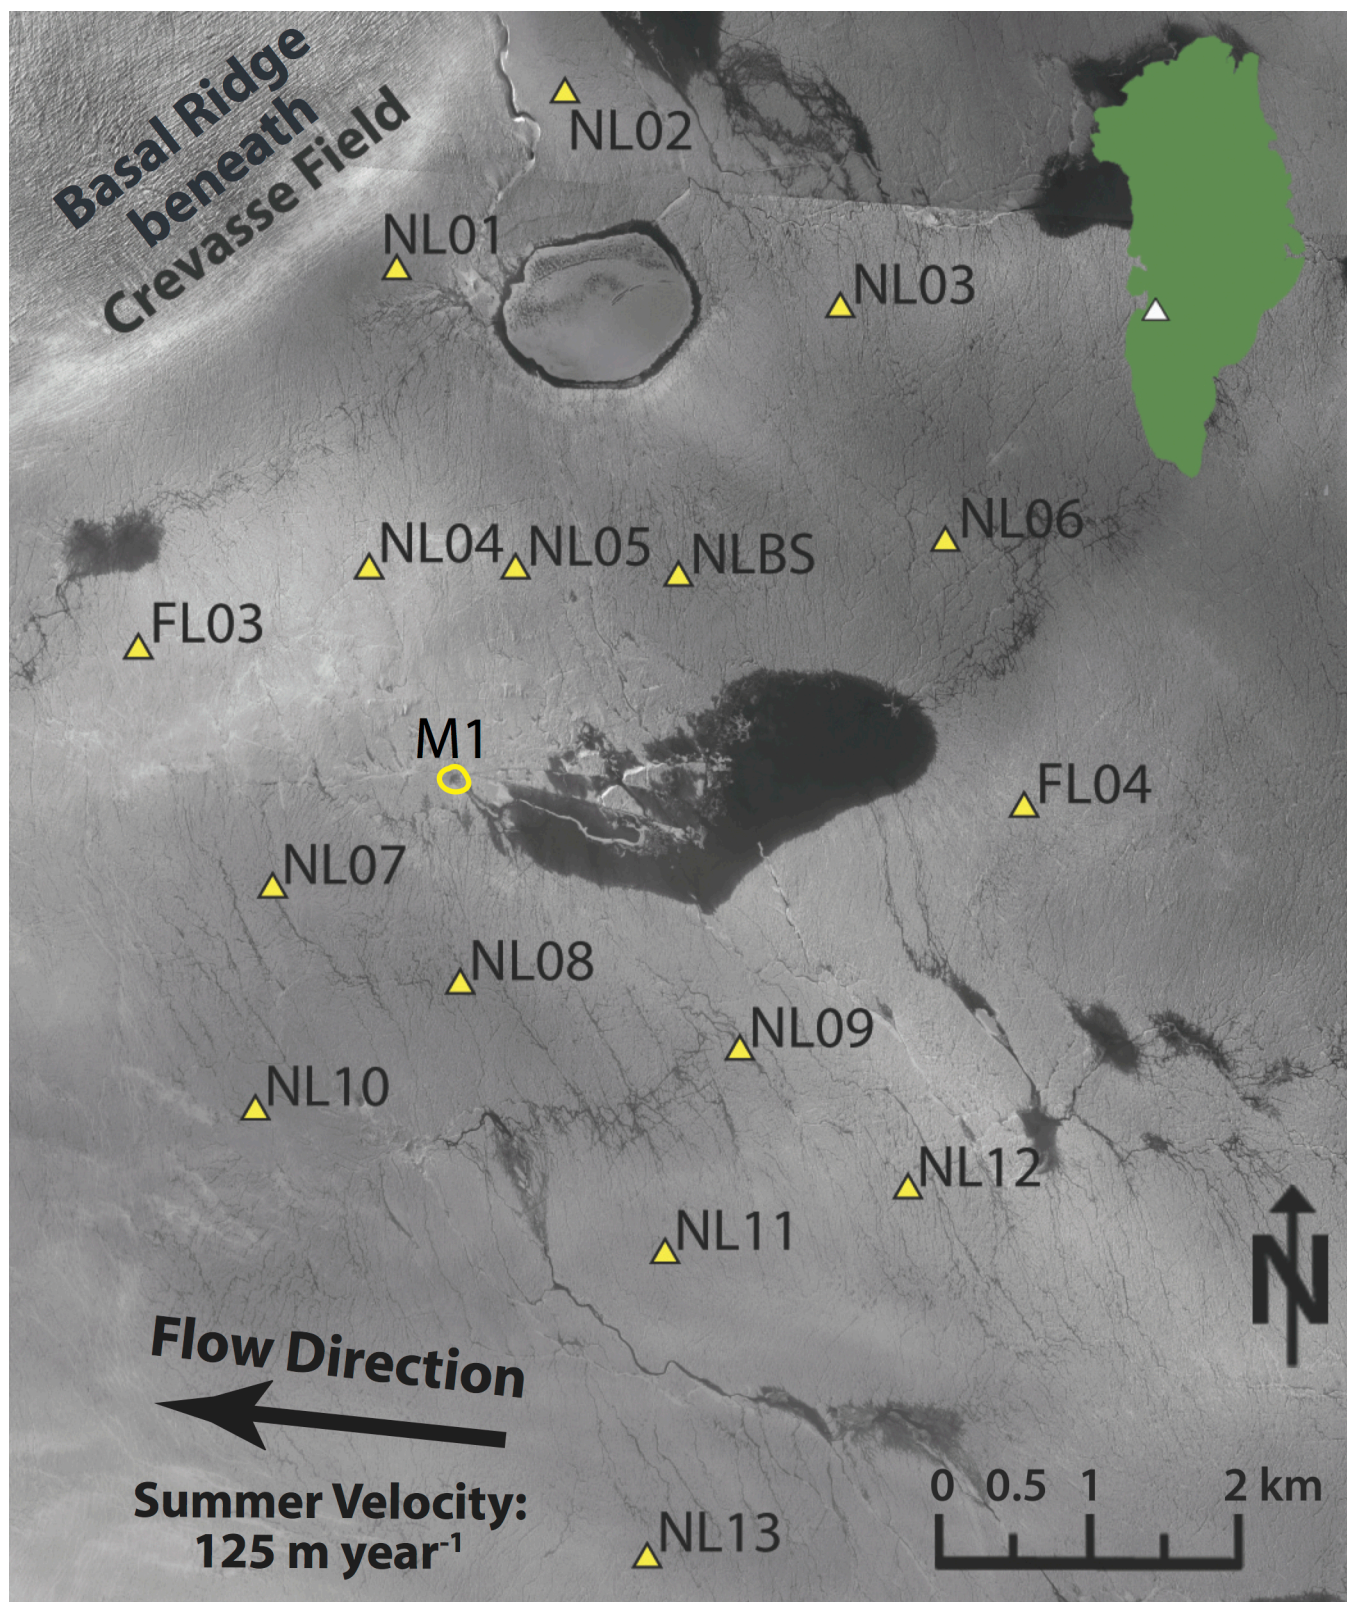 Basal Ridge
beneath
Crevasse Field
NL02
NL01
NL03
NL04
NL05
NLBS
NL06
FL03
M1
FL04
NL07
NL08
NL09
NL10
NL12
NL11
N
Flow Direction
Summer Velocity:
125 m year-1
0 0.5 1 2 km
NL13